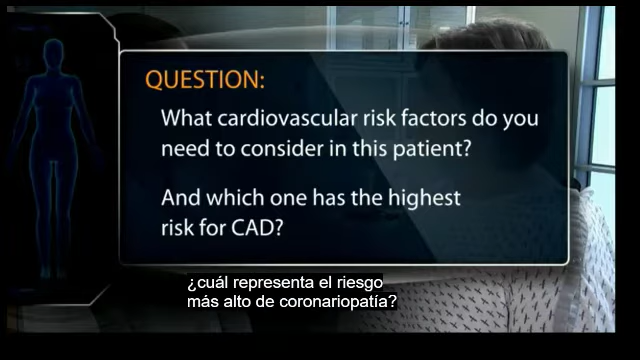 QUESTION:
What cardiovascular risk factors do you
need to consider in this patient?
And which one has the highest
risk for CAD?
¿cuál representa el riesgo
más alto de coronariopatía?